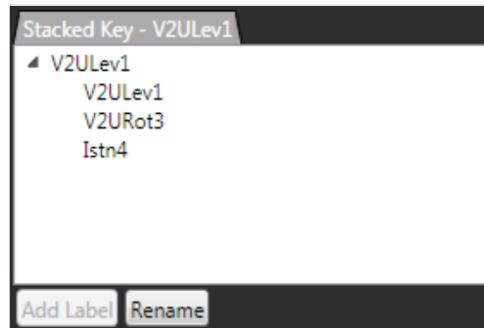 Stacked Key - V2ULev1
V2ULev1
V2ULev1
V2URot3
Istn4
Add Label Rename